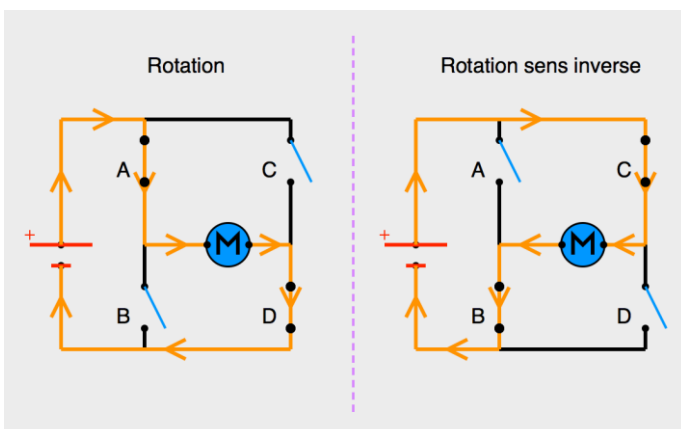 Rotation
A
C
+
M
B
D
Rotation sens inverse
A
C
+
M
B
D